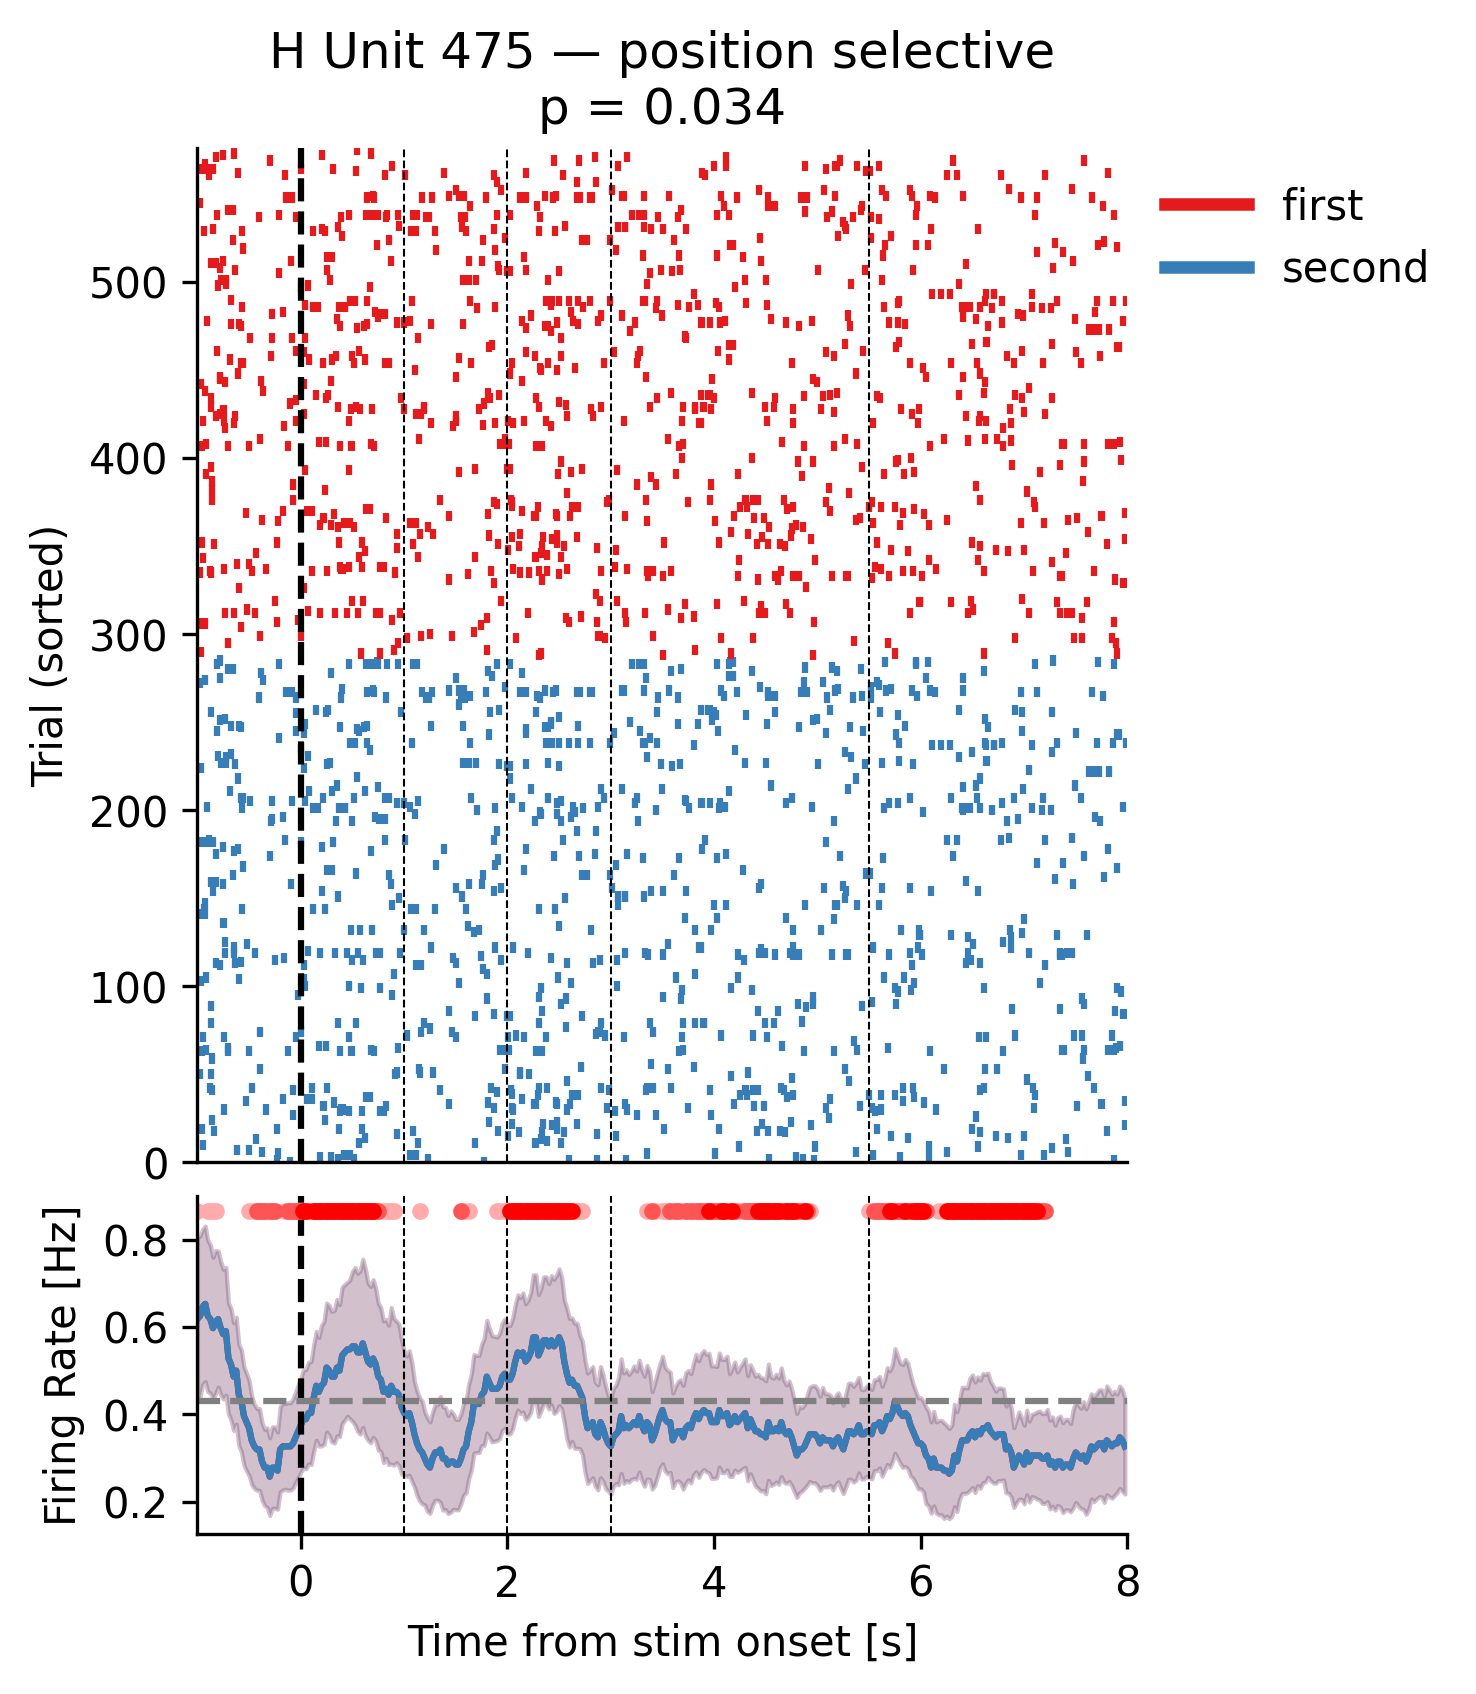 H Unit 475 — position selective
p = 0.034
first
second
Trial (sorted)
500
400
300
200
100
0
Firing Rate [Hz]
0.8
0.6
0.4
0.2
0 2 4 6 8
Time from stim onset [s]